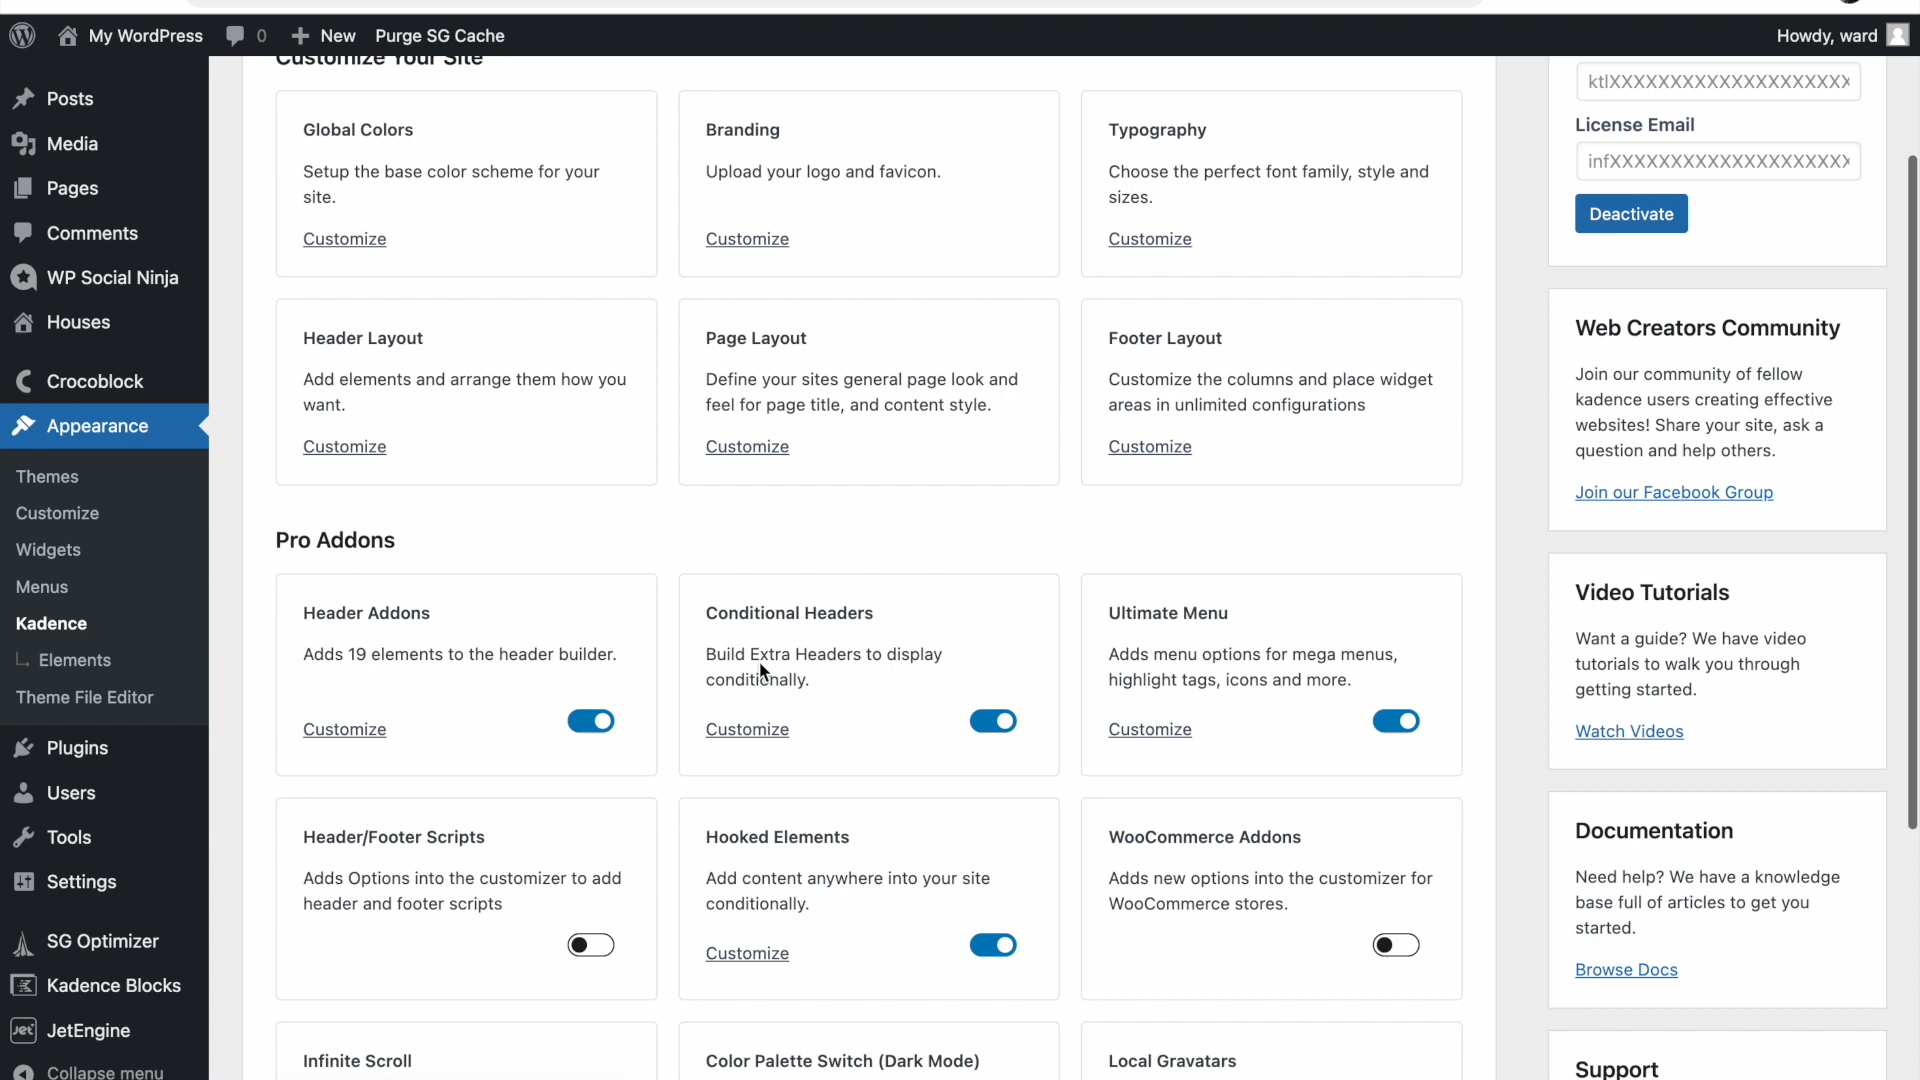 My WordPress
0
New
Purge SG Cache
Howdy, ward
Posts
Media
Pages
Comments
WP Social Ninja
Houses
Crocoblock
Appearance
Themes
Customize
Widgets
Menus
Kadence
Elements
Theme File Editor
Plugins
Users
Tools
Settings
SG Optimizer
Kadence Blocks
JetEngine
Collapse menu
Customize Your Site
Global Colors
Setup the base color scheme for your
site.
Customize
Branding
Upload your logo and favicon.
Customize
Typography
Choose the perfect font family, style and
sizes.
Customize
Header Layout
Add elements and arrange them how you
want.
Customize
Page Layout
Define your sites general page look and
feel for page title, and content style.
Customize
Footer Layout
Customize the columns and place widget
areas in unlimited configurations
Customize
Pro Addons
Header Addons
Adds 19 elements to the header builder.
Customize
Conditional Headers
Build Extra Headers to display
conditionally.
Customize
Ultimate Menu
Adds menu options for mega menus,
highlight tags, icons and more.
Customize
Header/Footer Scripts
Adds Options into the customizer to add
header and footer scripts
Hooked Elements
Add content anywhere into your site
conditionally.
Customize
WooCommerce Addons
Adds new options into the customizer for
WooCommerce stores.
Infinite Scroll
Color Palette Switch (Dark Mode)
Local Gravatars
ktlXXXXXXXXXXXXXXXXXXXX
License Email
infXXXXXXXXXXXXXXXXXXXX
Deactivate
Web Creators Community
Join our community of fellow
kadence users creating effective
websites! Share your site, ask a
question and help others.
Join our Facebook Group
Video Tutorials
Want a guide? We have video
tutorials to walk you through
getting started.
Watch Videos
Documentation
Need help? We have a knowledge
base full of articles to get you
started.
Browse Docs
Support